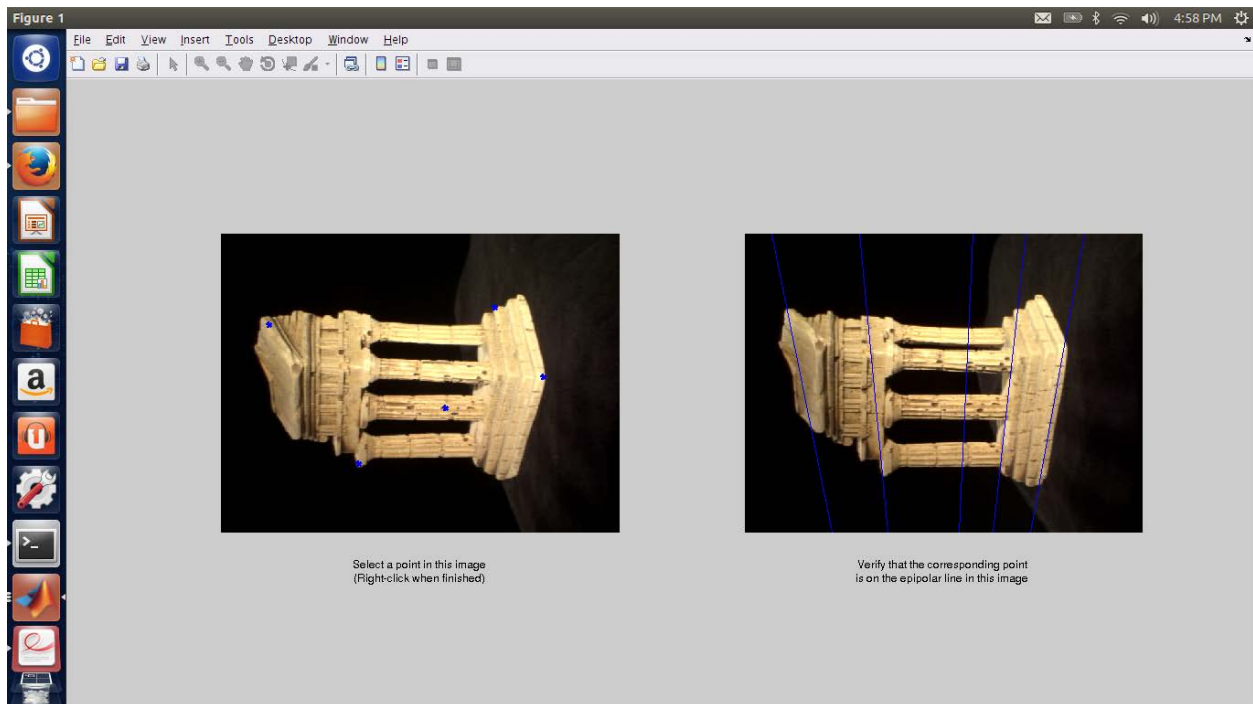 Figure 1
4:58 PM
File Edit View Insert Tools Desktop Window Help
Select a point in this image
(Right-click when finished)
Verify that the corresponding point
is on the epipolar line in this image